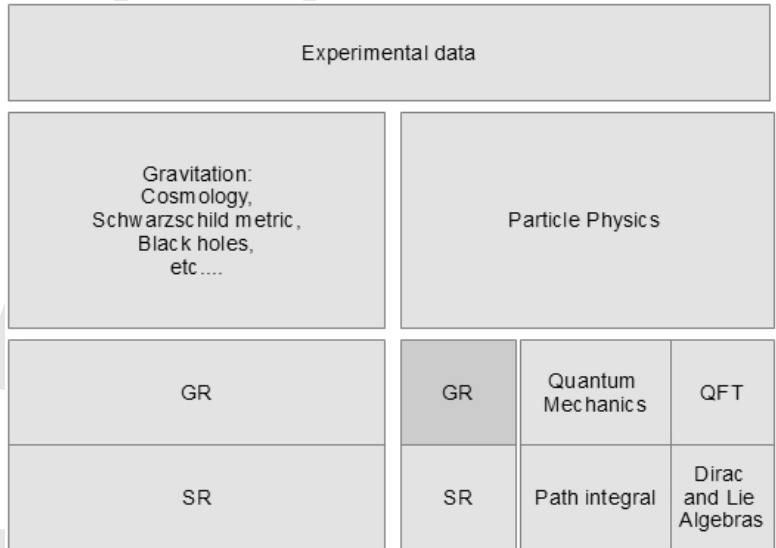 Experimental data
Gravitation:
Cosmology,
Schwarzschild metric,
Black holes,
etc....
Particle Physics
GR
GR
Quantum
Mechanics
QFT
SR
SR
Path integral
Dirac
and Lie
Algebras